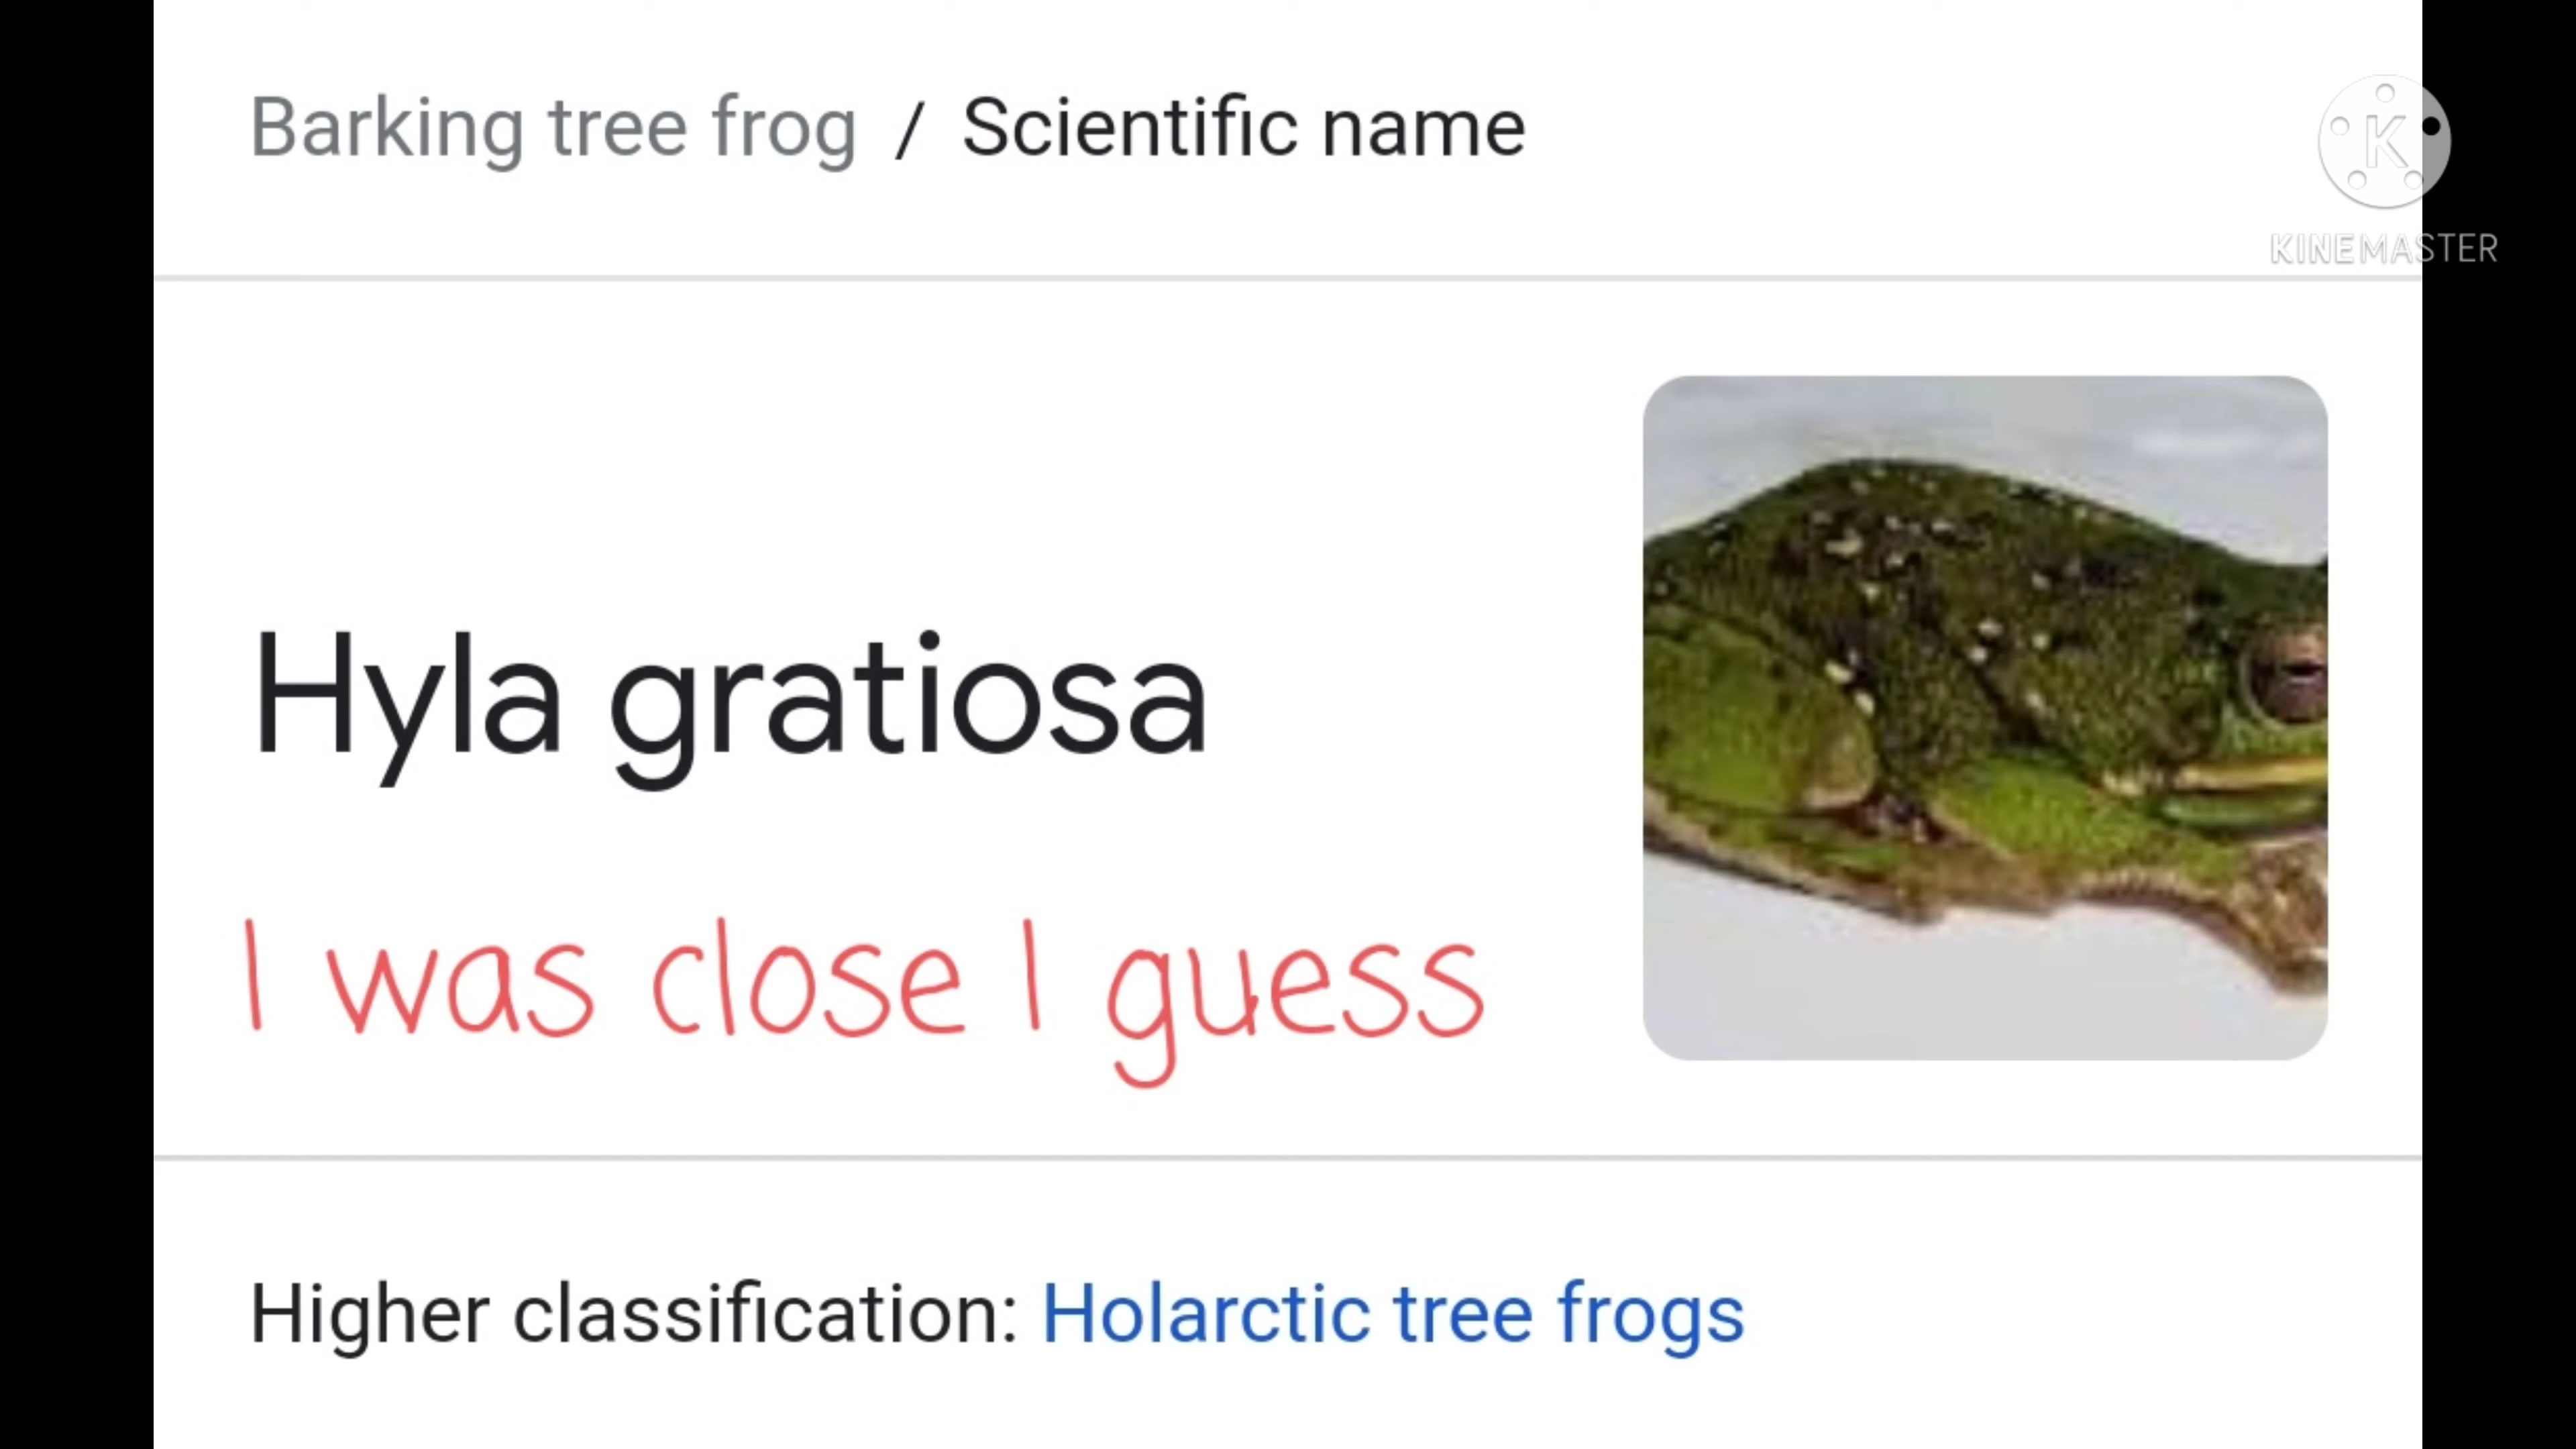 Barking tree frog / Scientific name
K
KINEMASTER
Hyla gratiosa
I was close I guess
Higher classification: Holarctic tree frogs